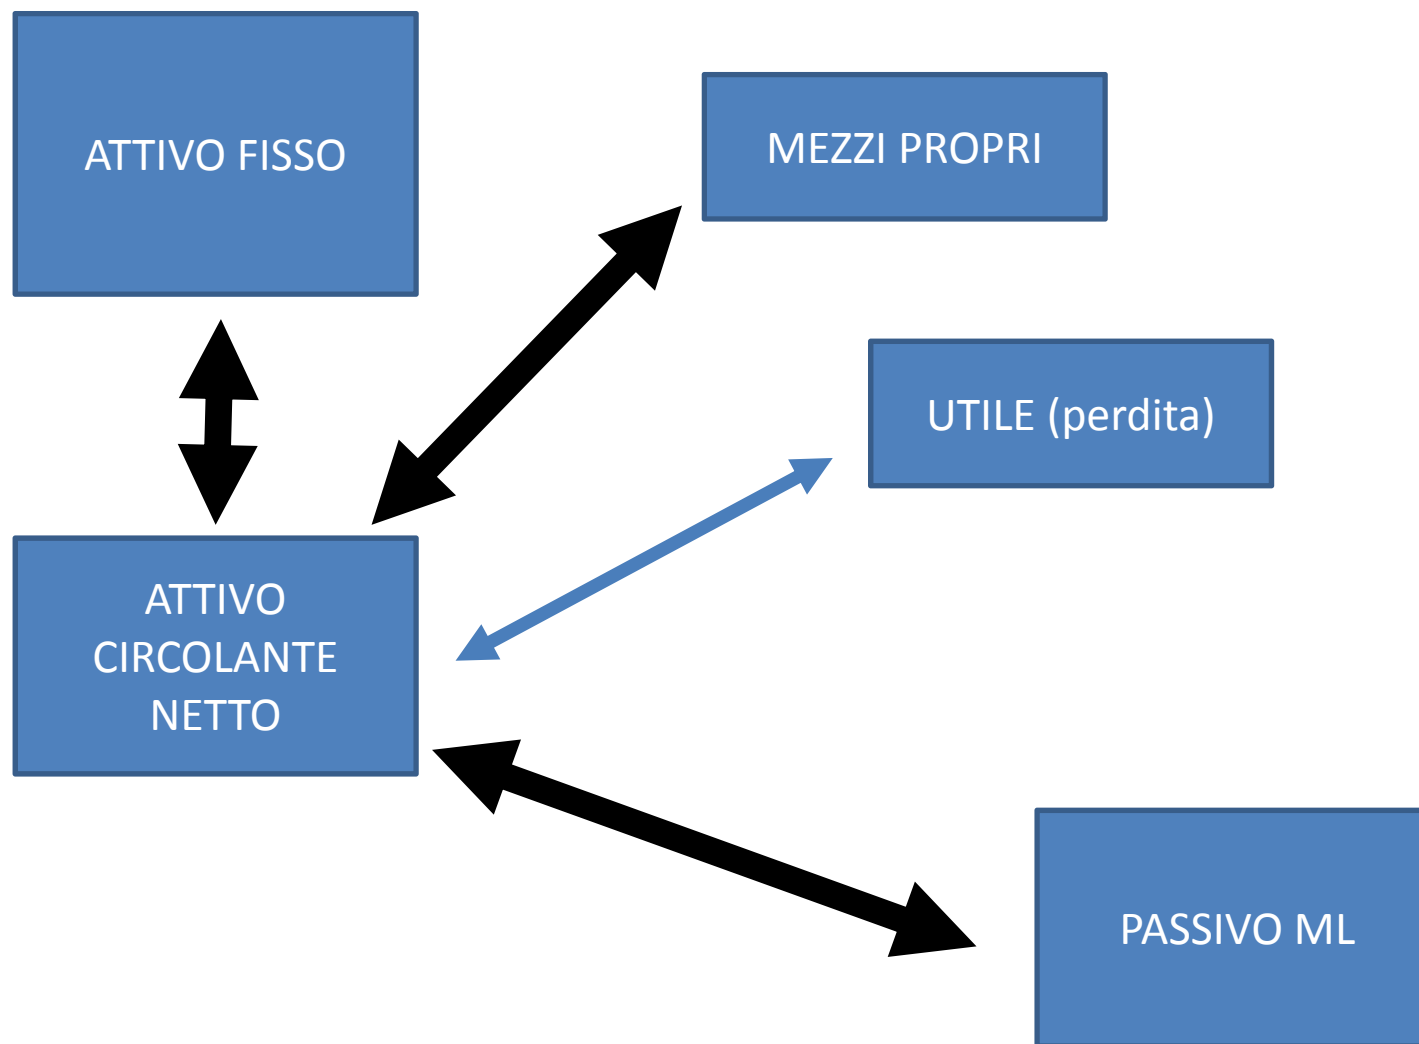 ATTIVO FISSO
MEZZI PROPRI
UTILE (perdita)
ATTIVO
CIRCOLANTE
NETTO
PASSIVO ML